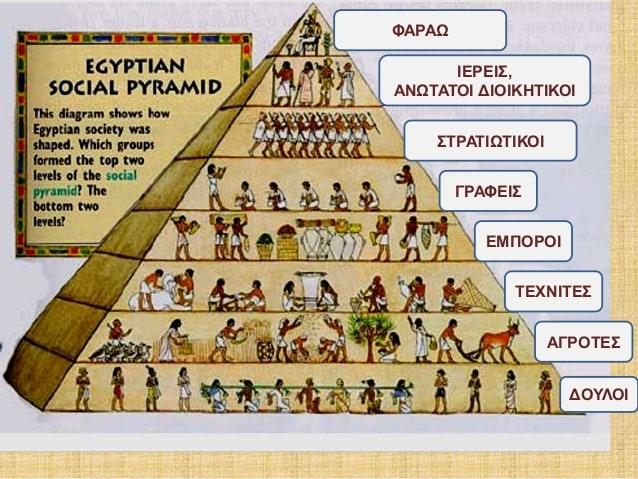 EGYPTIAN
SOCIAL PYRAMID
This diagram shows how
Egyptian society was
shaped. Which groups
formed the top two
levels of the social
pyramid? The
bottom two
levels?
ΦΑΡΑΩ
ΙΕΡΕΙΣ,
ΑΝΩΤΑΤΟΙ ΔΙΟΙΚΗΤΙΚΟΙ
ΣΤΡΑΤΙΩΤΙΚΟΙ
ΓΡΑΦΕΙΣ
ΕΜΠΟΡΟΙ
ΤΕΧΝΙΤΕΣ
ΑΓΡΟΤΕΣ
ΔΟΥΛΟΙ